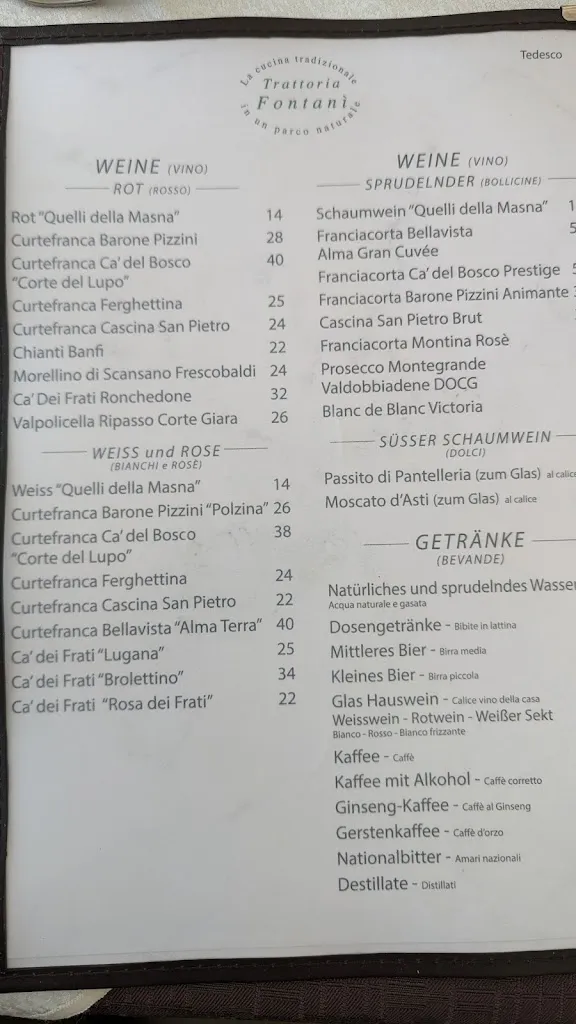 Tedesco
La cucina tradizionale
Trattoria
Fontanì
in un parco naturale
WEINE (VINO)
ROT (ROSSO)
Rot "Quelli della Masna" 14
Curtefranca Barone Pizzini 28
Curtefranca Ca' del Bosco 40
"Corte del Lupo"
Curtefranca Ferghettina 25
Curtefranca Cascina San Pietro 24
Chianti Banfi 22
Morellino di Scansano Frescobaldi 24
Ca' Dei Frati Ronchedone 32
Valpolicella Ripasso Corte Giara 26
WEISS und ROSE
(BIANCHI e ROSÈ)
Weiss "Quelli della Masna" 14
Curtefranca Barone Pizzini "Polzina" 26
Curtefranca Ca' del Bosco 38
"Corte del Lupo"
Curtefranca Ferghettina 24
Curtefranca Cascina San Pietro 22
Curtefranca Bellavista "Alma Terra" 40
Ca' dei Frati "Lugana" 25
Ca' dei Frati "Brolettino" 34
Ca' dei Frati "Rosa dei Frati" 22
WEINE (VINO)
SPRUDELNDER (BOLLICINE)
Schaumwein "Quelli della Masna"
Franciacorta Bellavista
Alma Gran Cuvée
Franciacorta Ca' del Bosco Prestige
Franciacorta Barone Pizzini Animante
Cascina San Pietro Brut
Franciacorta Montina Rosè
Prosecco Montegrande
Valdobbiadene DOCG
Blanc de Blanc Victoria
SÜSSER SCHAUMWEIN
(DOLCI)
Passito di Pantelleria (zum Glas) al calice
Moscato d'Asti (zum Glas) al calice
GETRÄNKE
(BEVANDE)
Natürliches und sprudelndes Wasser
Acqua naturale e gasata
Dosengetränke - Bibite in lattina
Mittleres Bier - Birra media
Kleines Bier - Birra piccola
Glas Hauswein - Calice vino della casa
Weisswein - Rotwein - Weißer Sekt
Bianco - Rosso - Bianco frizzante
Kaffee - Caffè
Kaffee mit Alkohol - Caffè corretto
Ginseng-Kaffee - Caffè al Ginseng
Gerstenkaffee - Caffè d'orzo
Nationalbitter - Amari nazionali
Destillate - Distillati